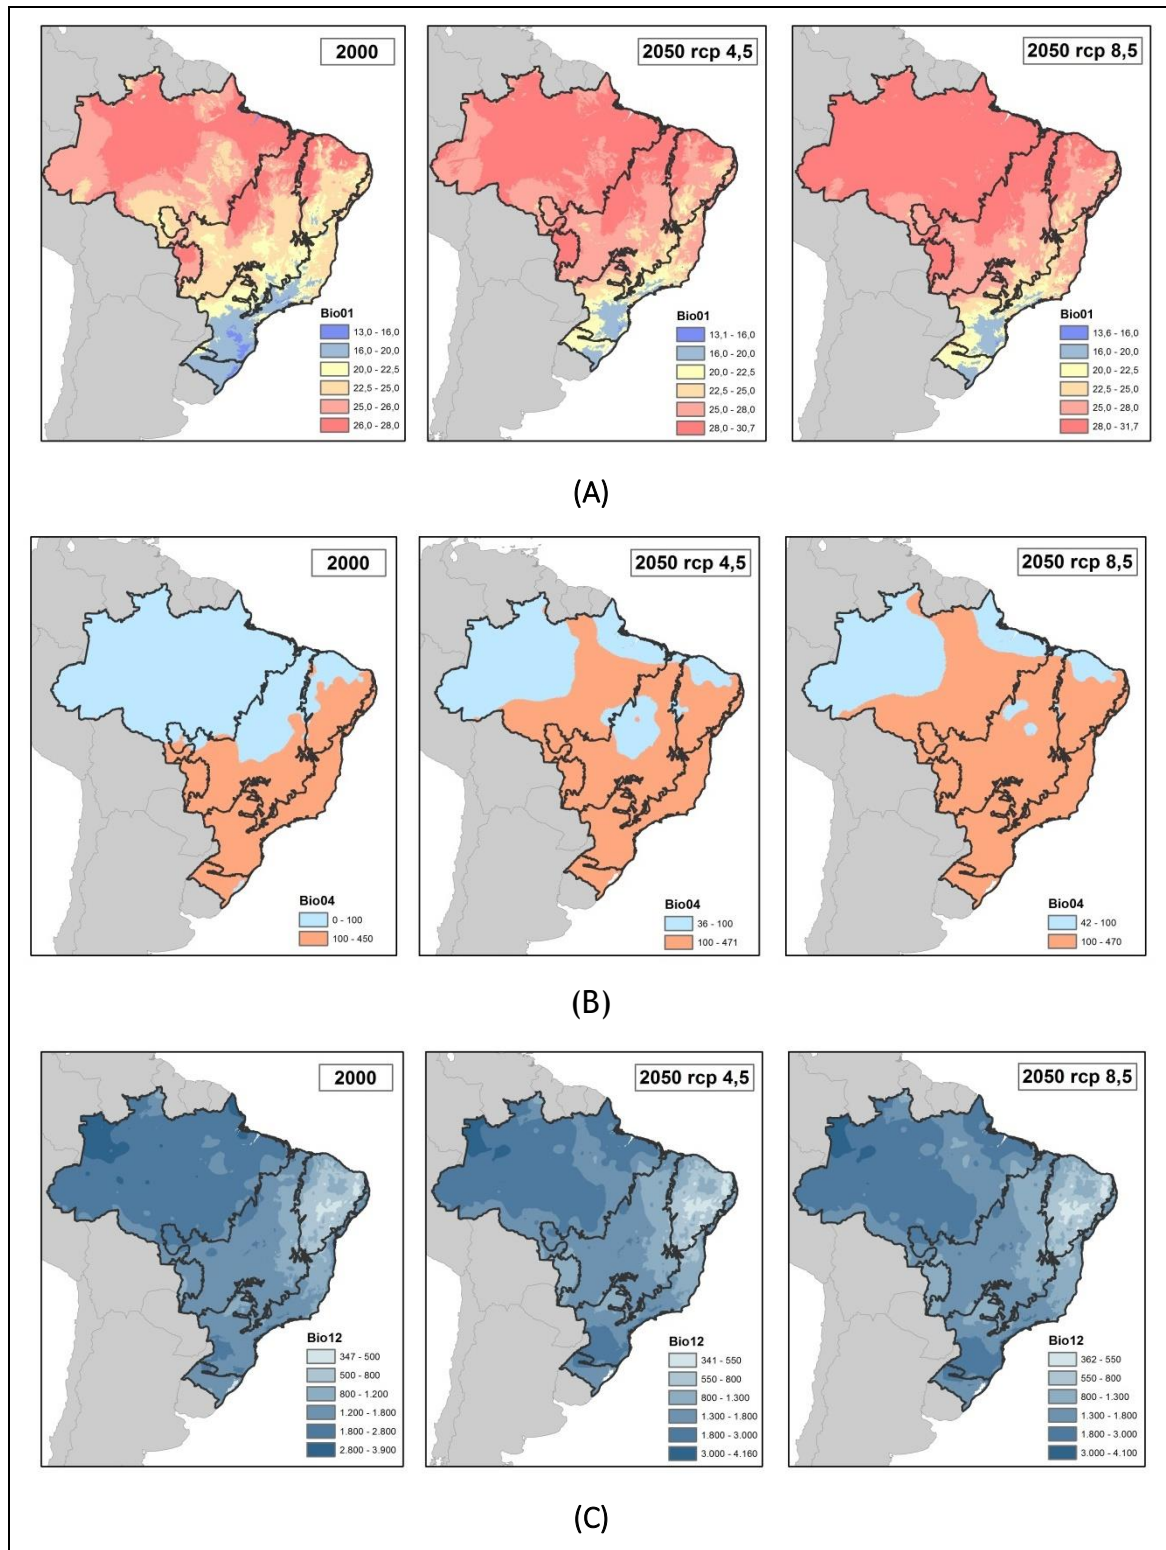 2000
2050 rcp 4,5
2050 rcp 8,5
Bio01
13,0 - 16,0
16,0 - 20,0
20,0 - 22,5
22,5 - 25,0
25,0 - 26,0
26,0 - 28,0
Bio01
13,1 - 16,0
16,0 - 20,0
20,0 - 22,5
22,5 - 25,0
25,0 - 28,0
28,0 - 30,7
Bio01
13,6 - 16,0
16,0 - 20,0
20,0 - 22,5
22,5 - 25,0
25,0 - 28,0
28,0 - 31,7
(A)
2000
2050 rcp 4,5
2050 rcp 8,5
Bio04
0 - 100
100 - 450
Bio04
36 - 100
100 - 471
Bio04
42 - 100
100 - 470
(B)
2000
2050 rcp 4,5
2050 rcp 8,5
Bio12
347 - 500
500 - 800
800 - 1.200
1.200 - 1.800
1.800 - 2.800
2.800 - 3.900
Bio12
341 - 550
550 - 800
800 - 1.300
1.300 - 1.800
1.800 - 3.000
3.000 - 4.160
Bio12
362 - 550
550 - 800
800 - 1.300
1.300 - 1.800
1.800 - 3.000
3.000 - 4.100
(C)